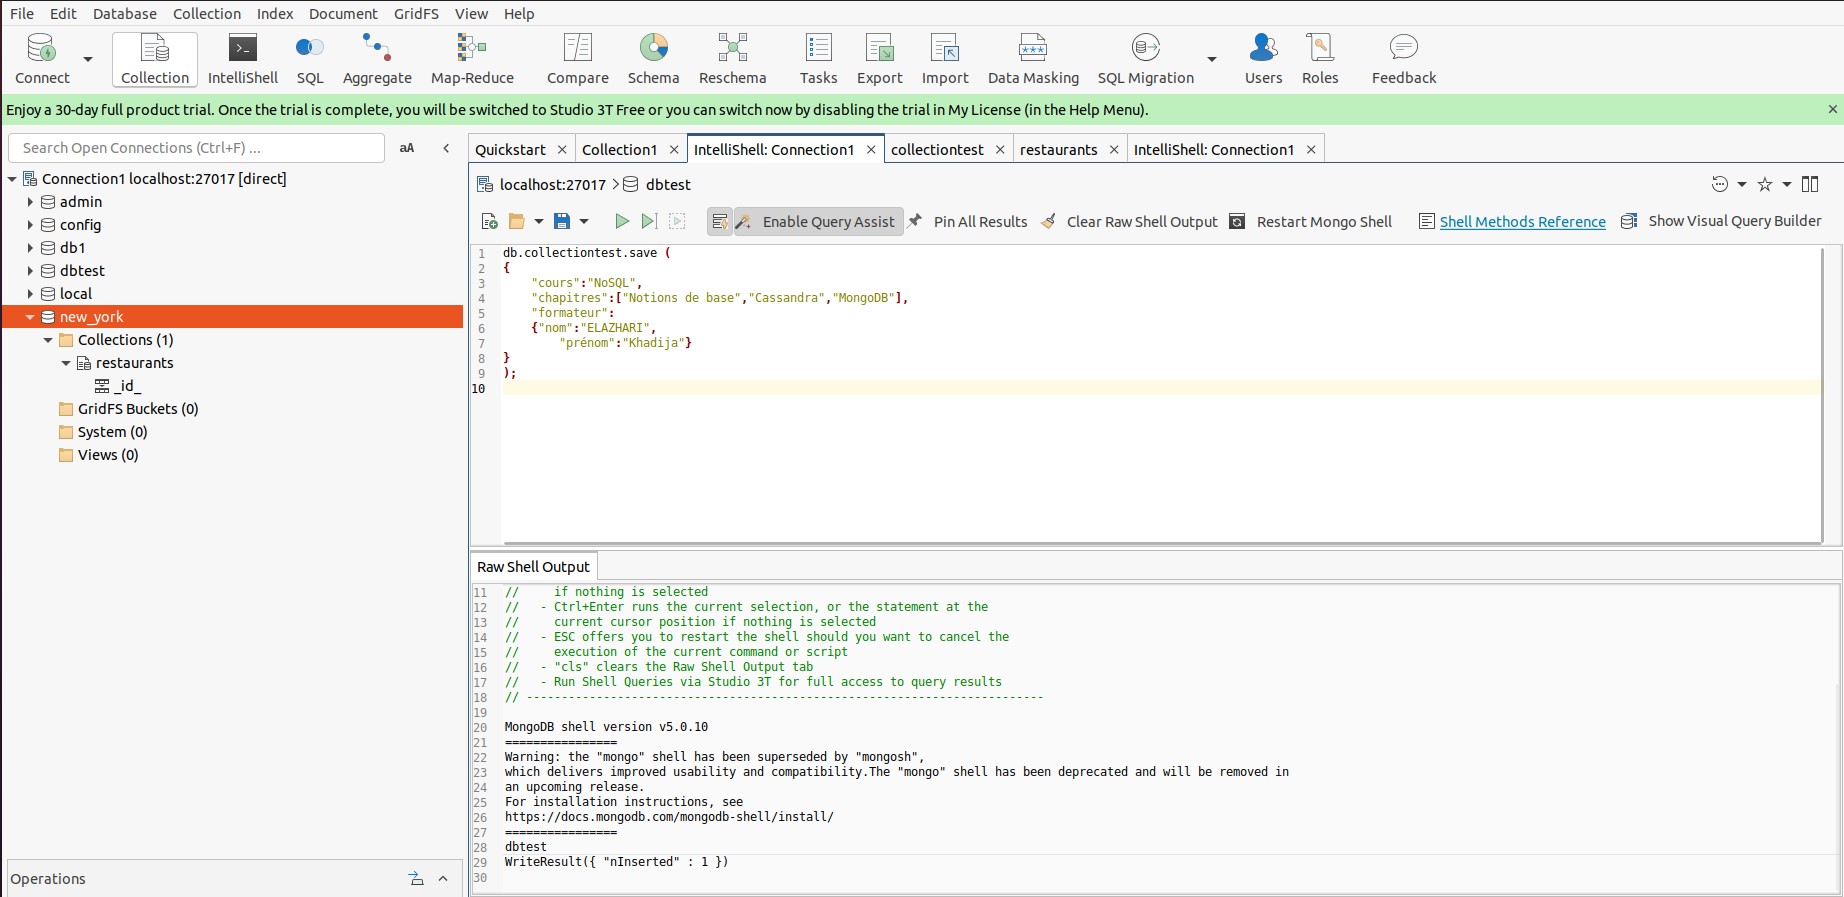 File Edit Database Collection Index Document GridFS View Help
Connect Collection IntelliShell SQL Aggregate Map-Reduce Compare Schema Reschema Tasks Export Import Data Masking SQL Migration Users Roles Feedback
Enjoy a 30-day full product trial. Once the trial is complete, you will be switched to Studio 3T Free or you can switch now by disabling the trial in My License (in the Help Menu).
Search Open Connections (Ctrl+F) ... aA
Connection1 localhost:27017 [direct]
admin
config
db1
dbtest
local
new_york
Collections (1)
restaurants
_id_
GridFS Buckets (0)
System (0)
Views (0)
Operations
Quickstart Collection1 IntelliShell: Connection1 collectiontest restaurants IntelliShell: Connection1
localhost:27017 > dbtest
Enable Query Assist Pin All Results Clear Raw Shell Output Restart Mongo Shell Shell Methods Reference Show Visual Query Builder
1 db.collectiontest.save (
2 {
3 "cours":"NoSQL",
4 "chapitres":["Notions de base","Cassandra","MongoDB"],
5 "formateur":
6 {"nom":"ELAZHARI",
7 "prénom":"Khadija"}
8 }
9 );
10
Raw Shell Output
11 // if nothing is selected
12 // - Ctrl+Enter runs the current selection, or the statement at the
13 // current cursor position if nothing is selected
14 // - ESC offers you to restart the shell should you want to cancel the
15 // execution of the current command or script
16 // - "cls" clears the Raw Shell Output tab
17 // - Run Shell Queries via Studio 3T for full access to query results
18 // --------------------------------------------------------------------------
19
20 MongoDB shell version v5.0.10
21 ================
22 Warning: the "mongo" shell has been superseded by "mongosh",
23 which delivers improved usability and compatibility.The "mongo" shell has been deprecated and will be removed in
24 an upcoming release.
25 For installation instructions, see
26 https://docs.mongodb.com/mongodb-shell/install/
27 ================
28 dbtest
29 WriteResult({ "nInserted" : 1 })
30